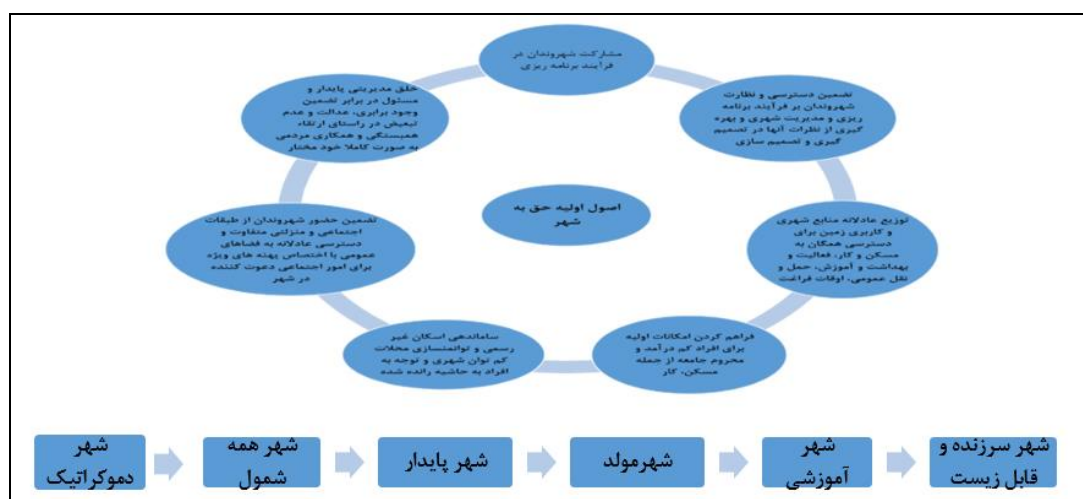 مشارکت شهروندان در
فرآیند برنامه ریزی
تضمین دسترسی و نظارت
شهروندان بر فرآیند برنامه
ریزی و مدیریت شهری و بهره
گیری از نظرات آنها در تصمیم
گیری و تصمیم سازی
توزیع عادلانه منابع شهری
و کاربری زمین برای
دسترسی همگان به
مسکن و کار، فعالیت و
بهداشت و آموزش، حمل و
نقل عمومی، اوقات فراغت
فراهم کردن امکانات اولیه
برای افراد کم درآمد و
محروم جامعه از جمله
مسکن، کار
ساماندهی اسکان غیر
رسمی و توانمندسازی محلات
کم توان شهری و توجه به
افراد به حاشیه رانده شده
تضمین حضور شهروندان از طبقات
اجتماعی و منزلتی متفاوت و
دسترسی عادلانه به فضاهای
عمومی با اختصاص پهنه های ویژه
برای امور اجتماعی دعوت کننده
در شهر
خلق مدیریتی پایدار و
مسئول در برابر تضمین
وجود برابری، عدالت و عدم
تبعیض در راستای ارتقاء
همبستگی و همکاری مردمی
به صورت کاملا خود مختار
اصول اولیه حق به
شهر
شهر
دموکراتیک
شهر همه
شمول
شهر پایدار
شهرمولد
شهر
آموزشی
شهر سرزنده و
قابل زیست